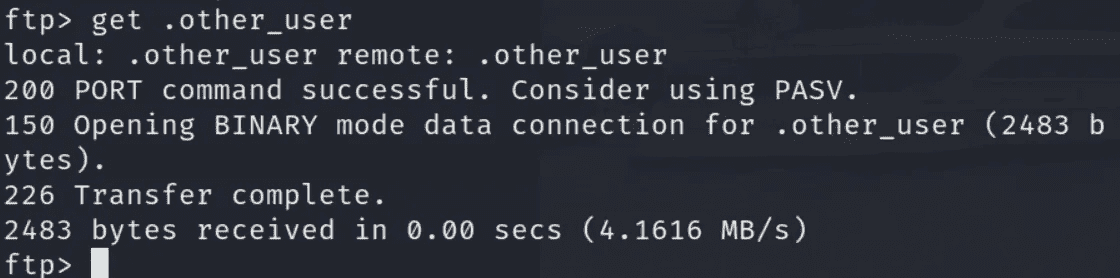 ftp> get .other_user
local: .other_user remote: .other_user
200 PORT command successful. Consider using PASV.
150 Opening BINARY mode data connection for .other_user (2483 b
ytes).
226 Transfer complete.
2483 bytes received in 0.00 secs (4.1616 MB/s)
ftp>